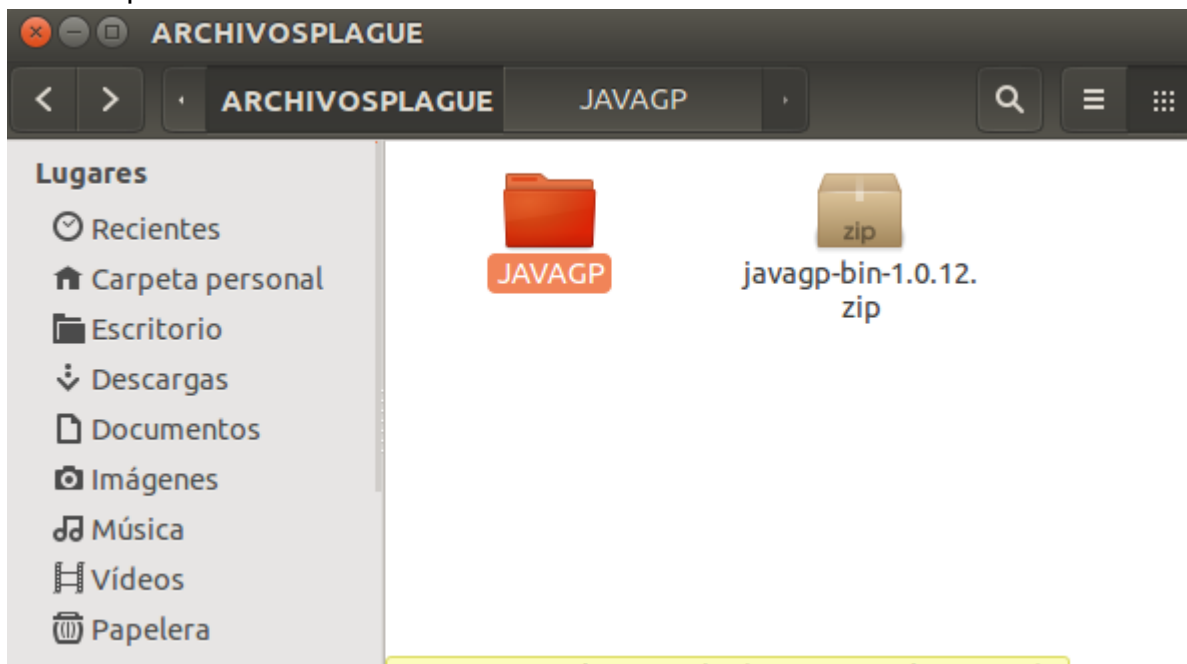 ARCHIVOSPLAGUE
ARCHIVOSPLAGUE JAVAGP
Lugares
Recientes
Carpeta personal
Escritorio
Descargas
Documentos
Imágenes
Música
Vídeos
Papelera
JAVAGP
javagp-bin-1.0.12.
zip
zip